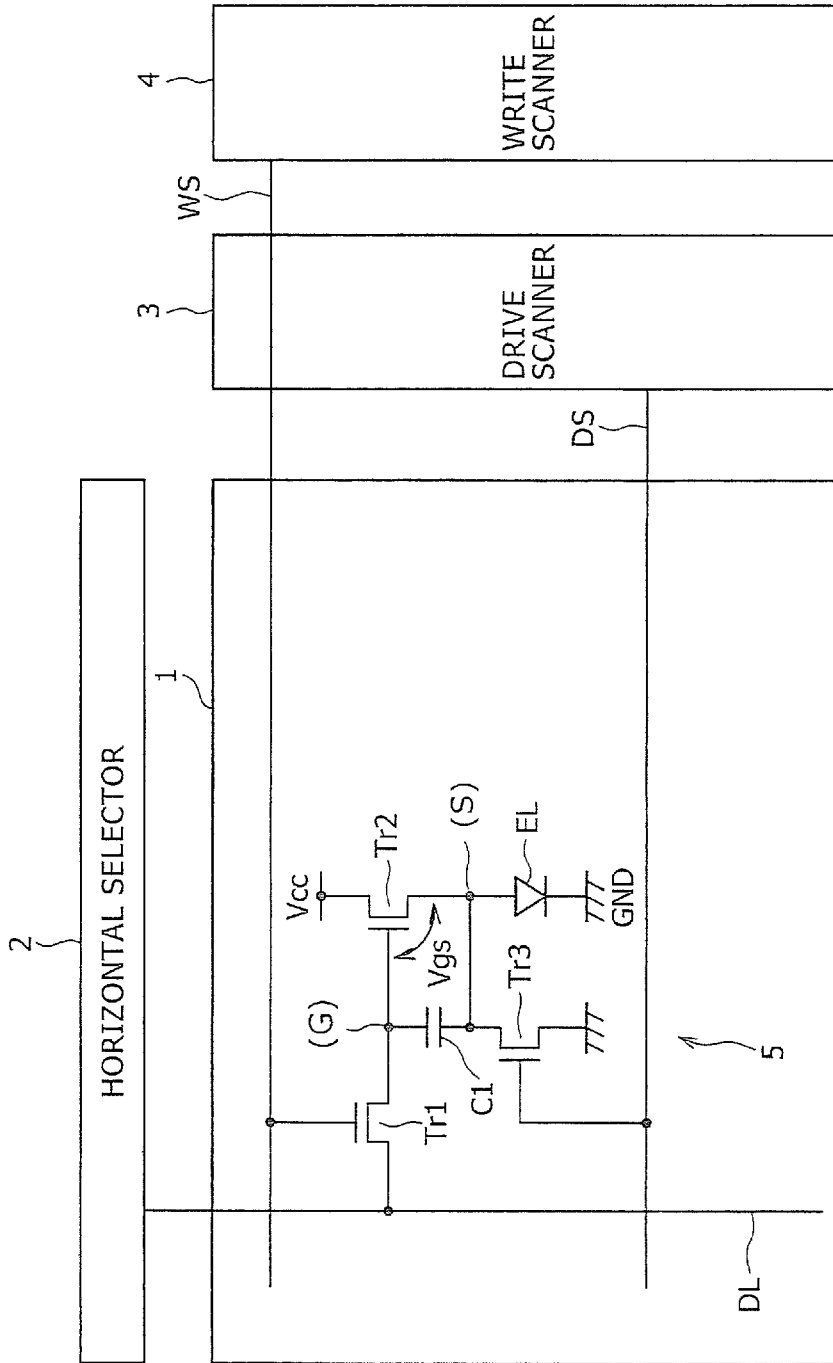 2
HORIZONTAL SELECTOR
1
3
4
WS
WRITE
SCANNER
DRIVE
SCANNER
DS
Vcc
Tr2
(G)
(S)
Vgs
Tr1
C1
EL
Tr3
GND
5
DL